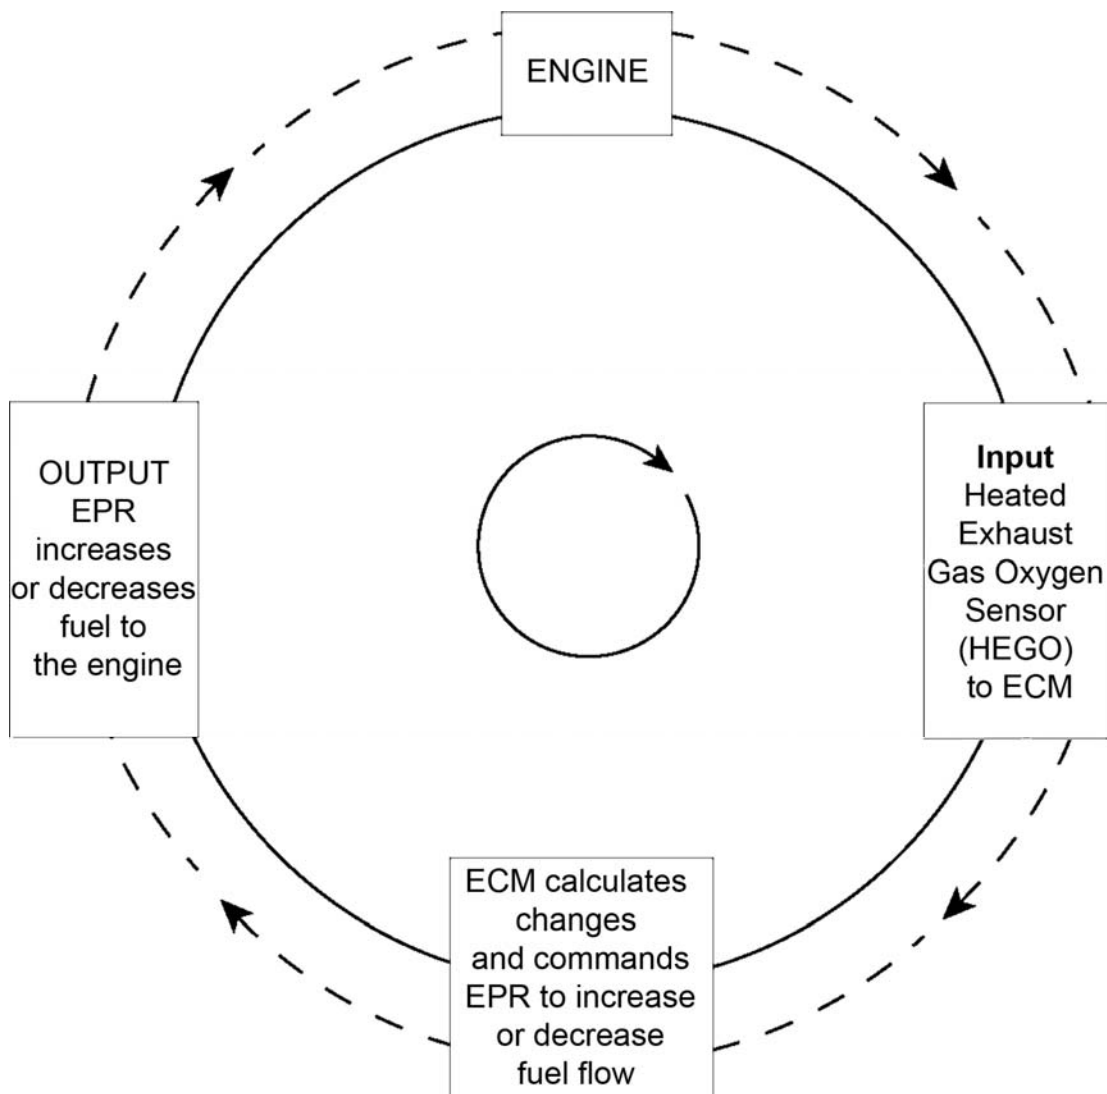 ENGINE
OUTPUT
EPR
increases
or decreases
fuel to
the engine
Input
Heated
Exhaust
Gas Oxygen
Sensor
(HEGO)
to ECM
ECM calculates
changes
and commands
EPR to increase
or decrease
fuel flow